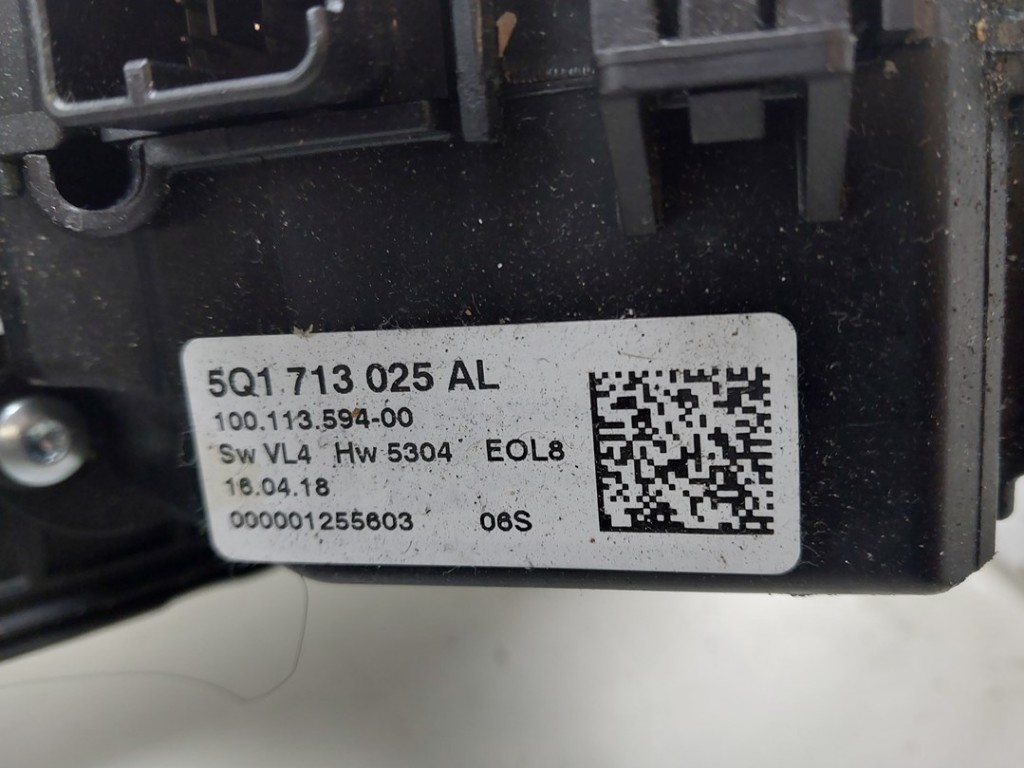 5Q1 713 025 AL
100.113.594-00
Sw VL4 Hw 5304 EOL8
16.04.18
000001255603 06S